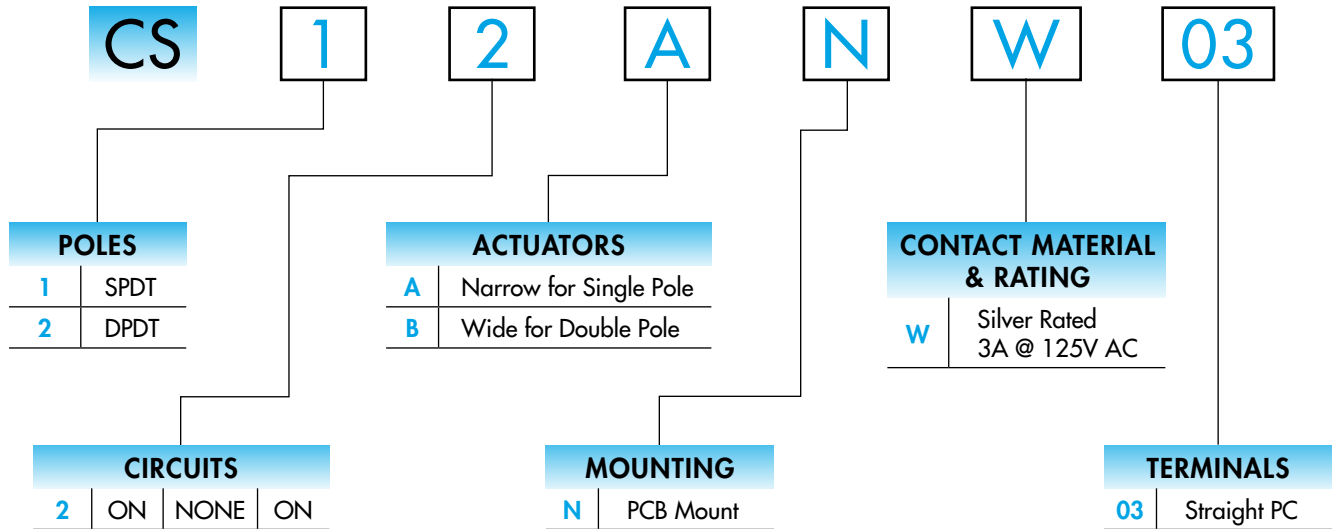 CS 1 2 A N W 03
POLES
1 SPDT
2 DPDT
ACTUATORS
A Narrow for Single Pole
B Wide for Double Pole
CONTACT MATERIAL
& RATING
W Silver Rated
3A @ 125V AC
CIRCUITS
2 ON NONE ON
MOUNTING
N PCB Mount
TERMINALS
03 Straight PC